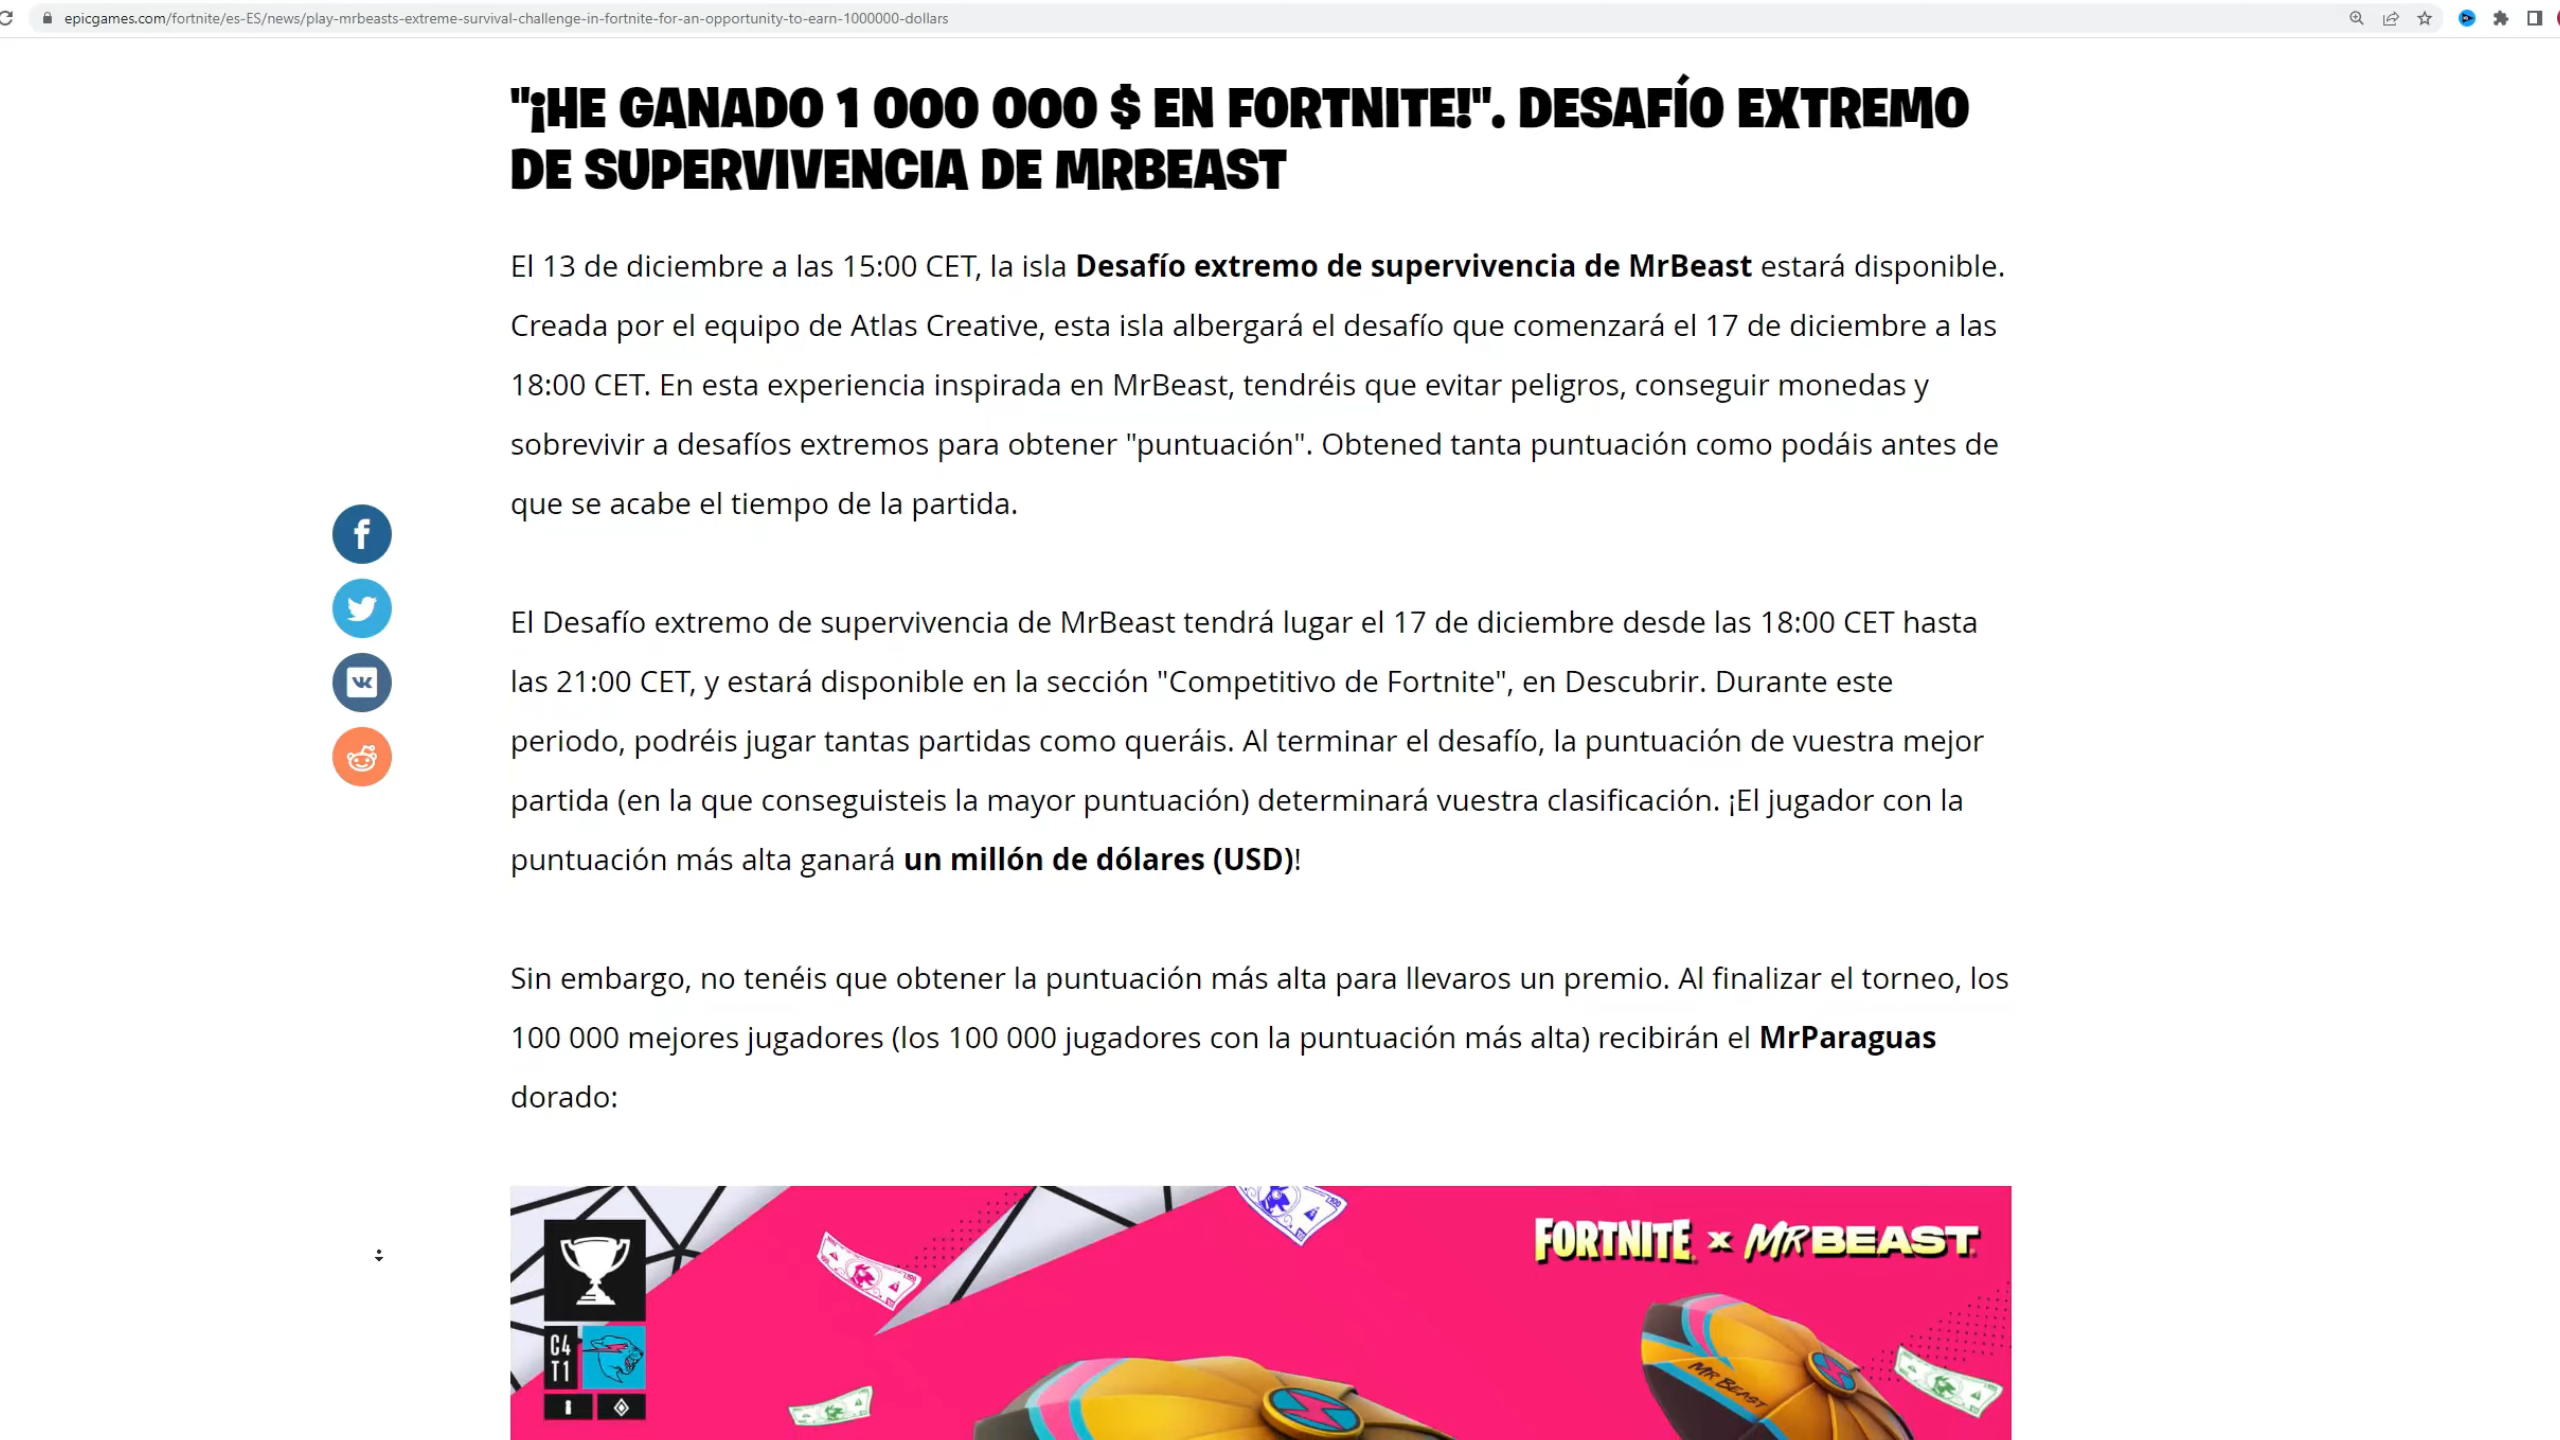 epicgames.com/fortnite/es-ES/news/play-mrbeasts-extreme-survival-challenge-in-fortnite-for-an-opportunity-to-earn-1000000-dollars
"¡HE GANADO 1 000 000 $ EN FORTNITE!". DESAFÍO EXTREMO
DE SUPERVIVENCIA DE MRBEAST
El 13 de diciembre a las 15:00 CET, la isla Desafío extremo de supervivencia de MrBeast estará disponible.
Creada por el equipo de Atlas Creative, esta isla albergará el desafío que comenzará el 17 de diciembre a las
18:00 CET. En esta experiencia inspirada en MrBeast, tendréis que evitar peligros, conseguir monedas y
sobrevivir a desafíos extremos para obtener "puntuación". Obtened tanta puntuación como podáis antes de
que se acabe el tiempo de la partida.
El Desafío extremo de supervivencia de MrBeast tendrá lugar el 17 de diciembre desde las 18:00 CET hasta
las 21:00 CET, y estará disponible en la sección "Competitivo de Fortnite", en Descubrir. Durante este
periodo, podréis jugar tantas partidas como queráis. Al terminar el desafío, la puntuación de vuestra mejor
partida (en la que conseguisteis la mayor puntuación) determinará vuestra clasificación. ¡El jugador con la
puntuación más alta ganará un millón de dólares (USD)!
Sin embargo, no tenéis que obtener la puntuación más alta para llevaros un premio. Al finalizar el torneo, los
100 000 mejores jugadores (los 100 000 jugadores con la puntuación más alta) recibirán el MrParaguas
dorado:
FORTNITE x MRBEAST
C4
T1
MR BEAST